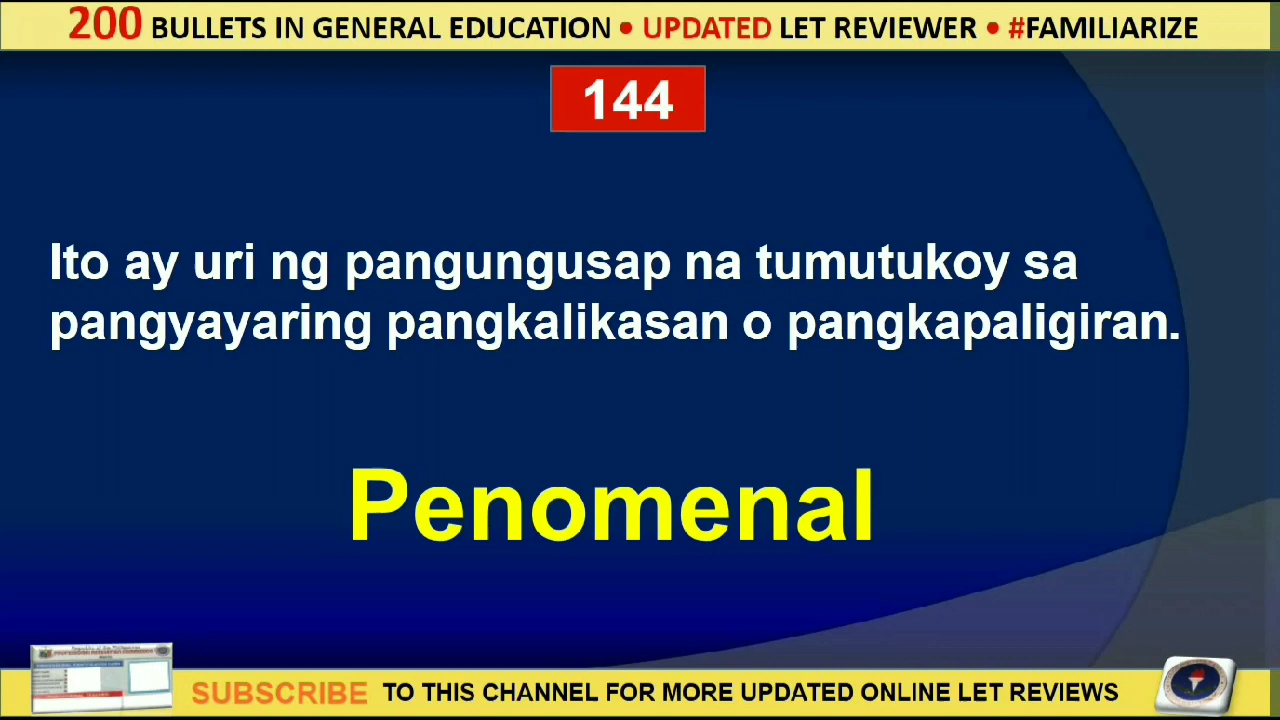 200 BULLETS IN GENERAL EDUCATION • UPDATED LET REVIEWER • #FAMILIARIZE
144
Ito ay uri ng pangungusap na tumutukoy sa
pangyayaring pangkalikasan o pangkapaligiran.
Penomenal
SUBSCRIBE TO THIS CHANNEL FOR MORE UPDATED ONLINE LET REVIEWS